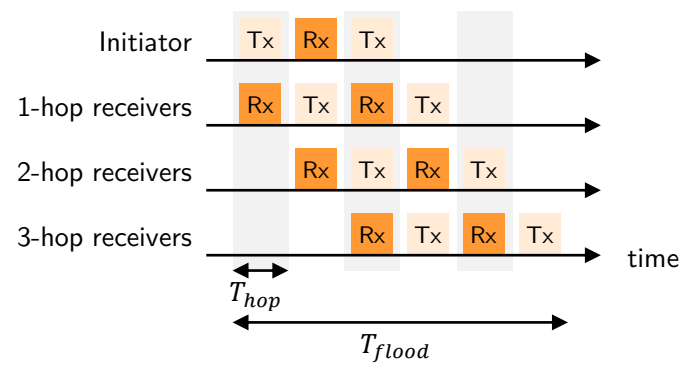 Initiator Tx Rx Tx
1-hop receivers Rx Tx Rx Tx
2-hop receivers Rx Tx Rx Tx
3-hop receivers Rx Tx Rx Tx
time
T_hop
T_flood